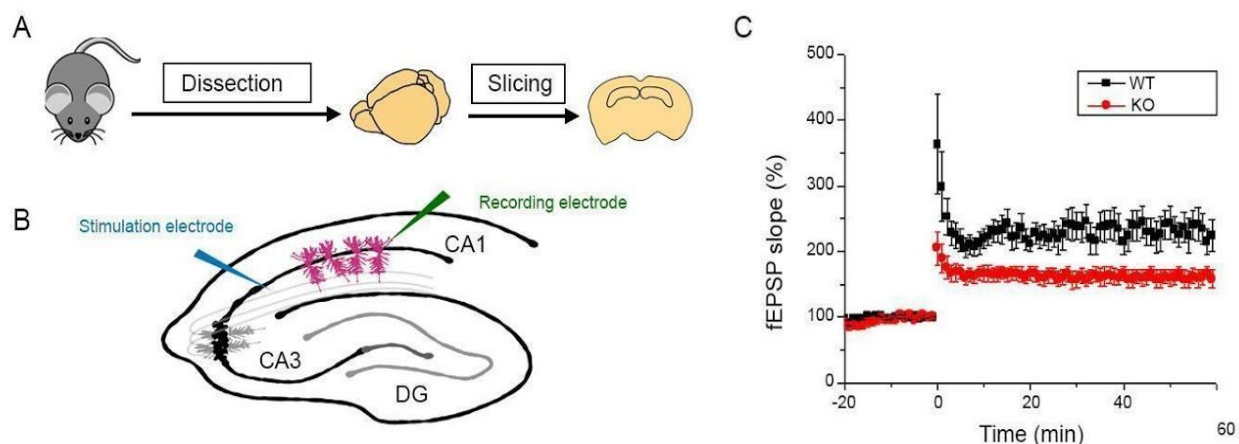 A
Dissection
Slicing
B
Stimulation electrode
Recording electrode
CA1
CA3
DG
C
500
400
300
200
100
0
fEPSP slope (%)
WT
KO
-20
0
20
40
60
Time (min)